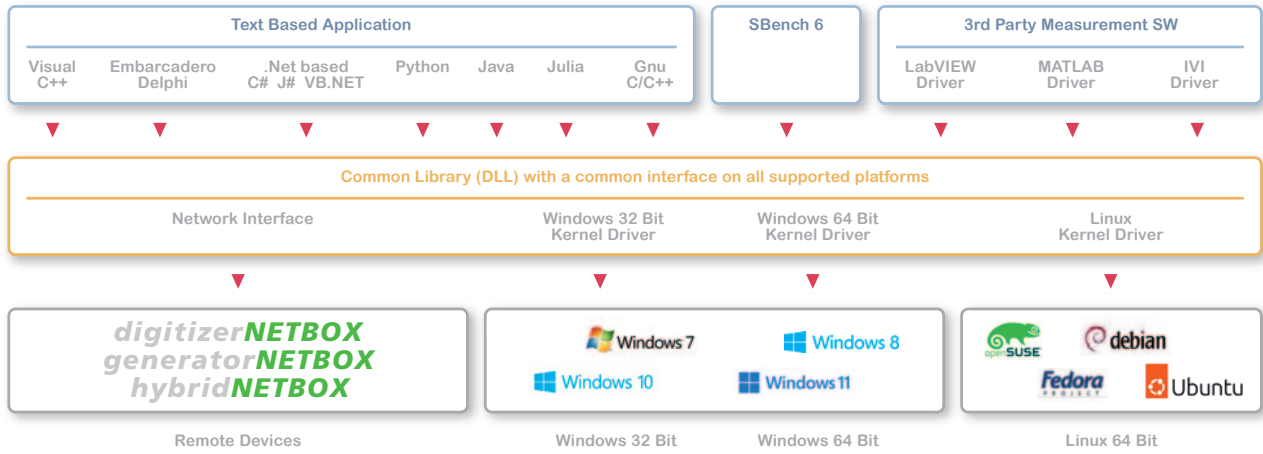 Text Based Application
SBench 6
3rd Party Measurement SW
Visual
C++
Embarcadero
Delphi
.Net based
C# J# VB.NET
Python
Java
Julia
Gnu
C/C++
LabVIEW
Driver
MATLAB
Driver
IVI
Driver
Common Library (DLL) with a common interface on all supported platforms
Network Interface
Windows 32 Bit
Kernel Driver
Windows 64 Bit
Kernel Driver
Linux
Kernel Driver
digitizerNETBOX
generatorNETBOX
hybridNETBOX
Windows 7
Windows 8
Windows 10
Windows 11
openSUSE
debian
Fedora
PROJECT
Ubuntu
Remote Devices
Windows 32 Bit
Windows 64 Bit
Linux 64 Bit